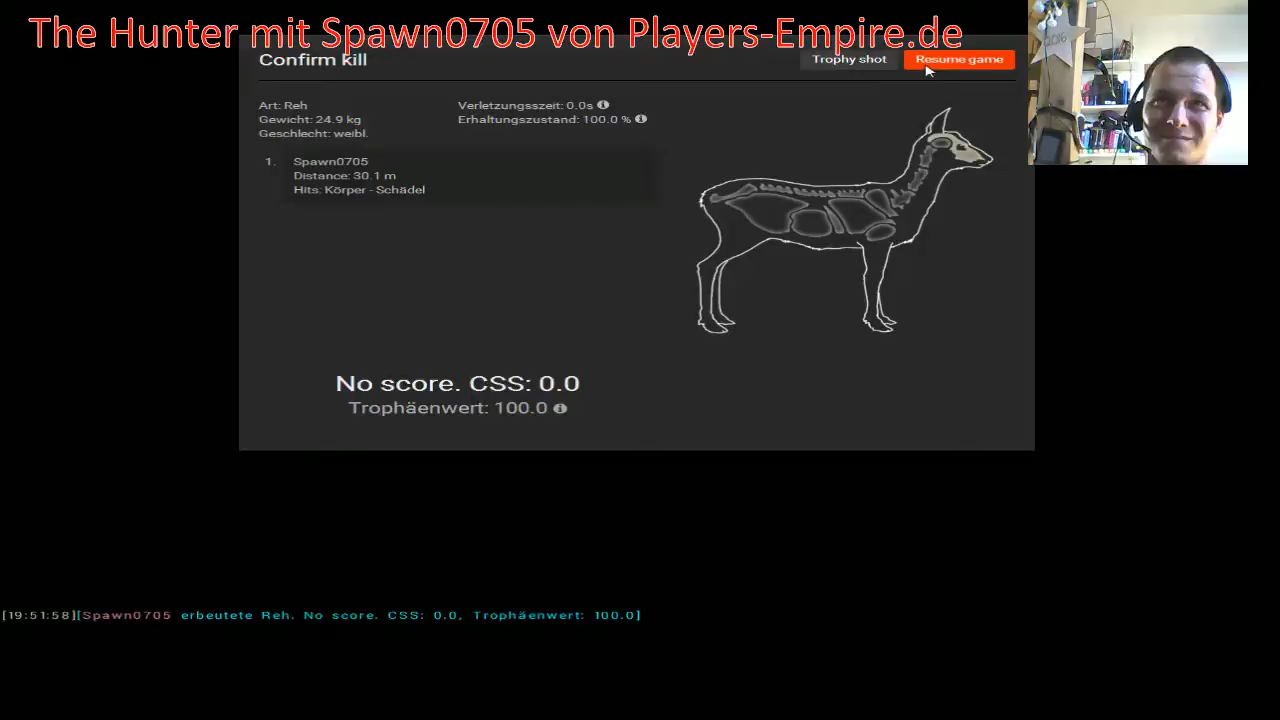 The Hunter mit Spawn0705 von Players-Empire.de
Confirm kill
Trophy shot
Resume game
Art: Reh
Gewicht: 24.9 kg
Geschlecht: weibl.
Verletzungsszeit: 0.0s
Erhaltungszustand: 100.0 %
1. Spawn0705
Distance: 30.1 m
Hits: Körper - Schädel
No score. CSS: 0.0
Trophäenwert: 100.0
[19:51:58][Spawn0705 erbeutete Reh. No score. CSS: 0.0, Trophäenwert: 100.0]
20%